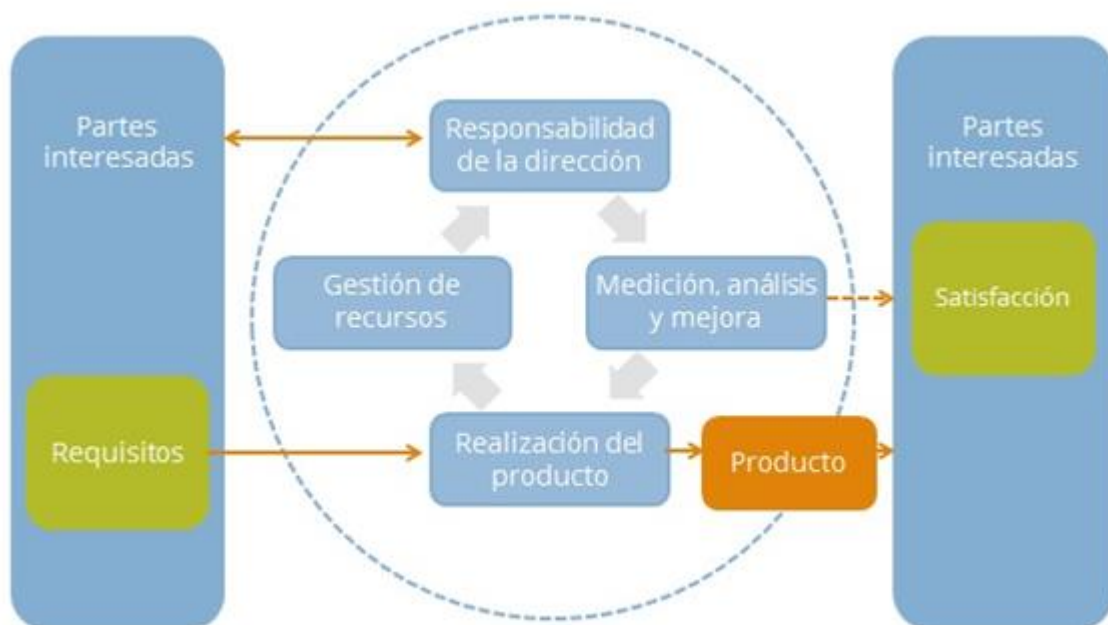 Partes
interesadas
Requisitos
Responsabilidad
de la dirección
Gestión de
recursos
Medición, análisis
y mejora
Realización del
producto
Producto
Partes
interesadas
Satisfacción